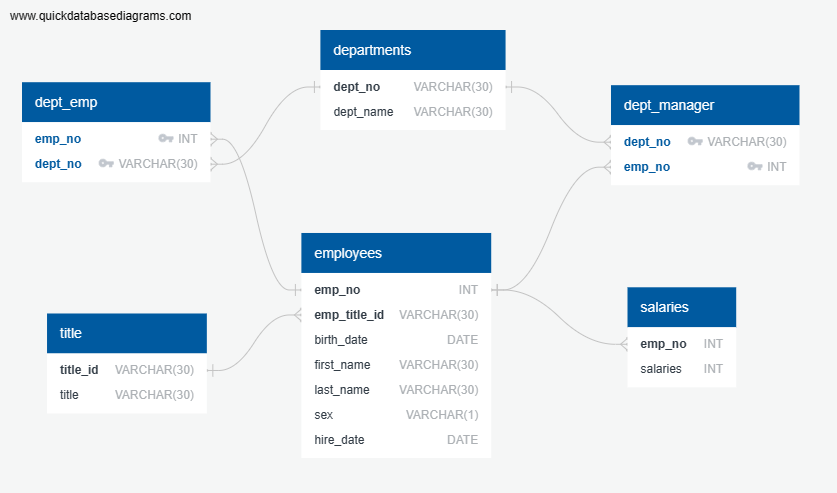 www.quickdatabasediagrams.com
departments
dept_no VARCHAR(30)
dept_name VARCHAR(30)
dept_emp
emp_no INT
dept_no VARCHAR(30)
dept_manager
dept_no VARCHAR(30)
emp_no INT
employees
emp_no INT
emp_title_id VARCHAR(30)
birth_date DATE
first_name VARCHAR(30)
last_name VARCHAR(30)
sex VARCHAR(1)
hire_date DATE
title
title_id VARCHAR(30)
title VARCHAR(30)
salaries
emp_no INT
salaries INT